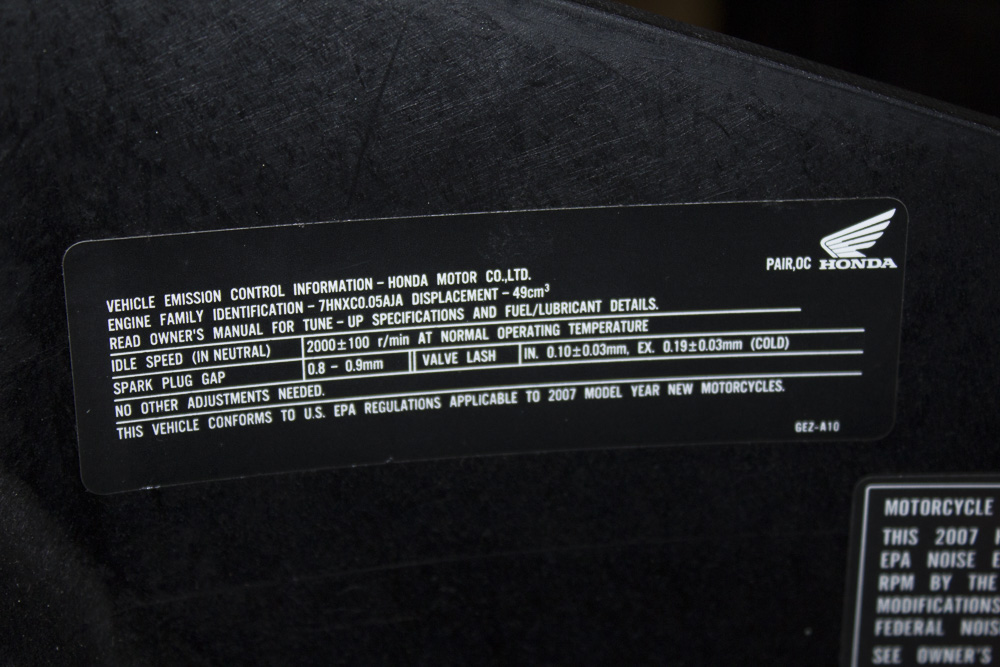 PAIR,OC HONDA
VEHICLE EMISSION CONTROL INFORMATION – HONDA MOTOR CO.,LTD.
ENGINE FAMILY IDENTIFICATION – 7HNXC0.05AJA DISPLACEMENT – 49cm³
READ OWNER'S MANUAL FOR TUNE – UP SPECIFICATIONS AND FUEL/LUBRICANT DETAILS.
IDLE SPEED (IN NEUTRAL) 2000±100 r/min AT NORMAL OPERATING TEMPERATURE
SPARK PLUG GAP 0.8 – 0.9mm VALVE LASH IN. 0.10±0.03mm, EX. 0.19±0.03mm (COLD)
NO OTHER ADJUSTMENTS NEEDED.
THIS VEHICLE CONFORMS TO U.S. EPA REGULATIONS APPLICABLE TO 2007 MODEL YEAR NEW MOTORCYCLES.
GEZ-A10
MOTORCYCLE
THIS 2007
EPA NOISE
RPM BY THE
MODIFICATIONS
FEDERAL NOIS
SEE OWNER'S